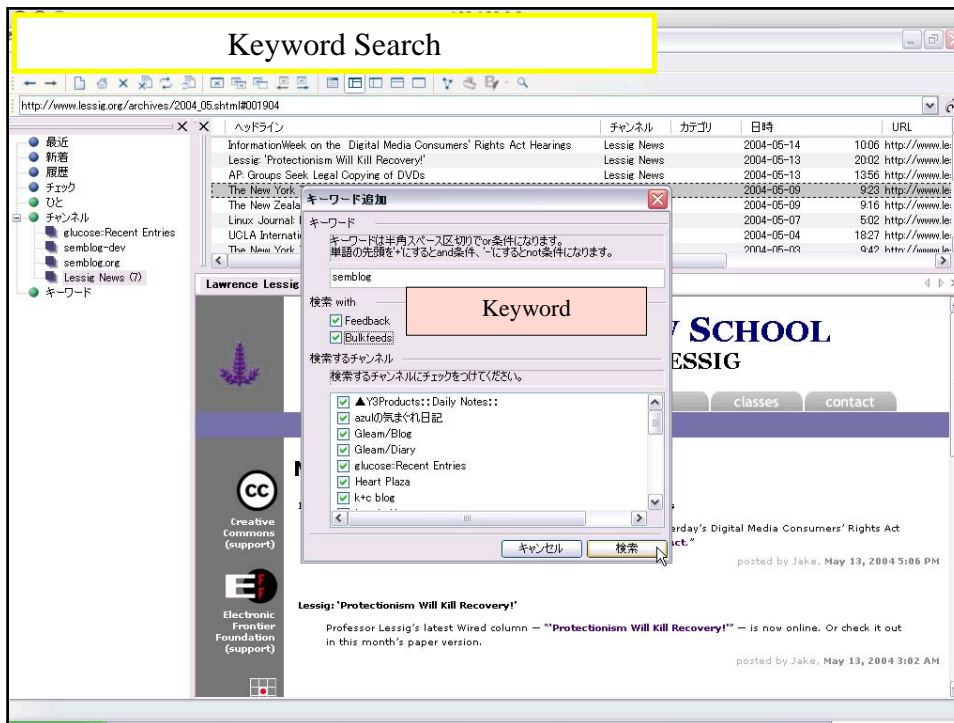 Keyword Search
http://www.lessig.org/archives/2004_05.shtml#001904
最近
新着
履歴
チェック
ひと
チャンネル
glucose:Recent Entries
semblog-dev
semblog.org
Lessig News (7)
キーワード
ヘッドライン チャンネル カテゴリ 日時 URL
InformationWeek on the Digital Media Consumers' Rights Act Hearings Lessig News 2004-05-14 10:06 http://www.le
Lessig: 'Protectionism Will Kill Recovery!' Lessig News 2004-05-13 20:02 http://www.le
AP: Groups Seek Legal Copying of DVDs Lessig News 2004-05-13 13:56 http://www.le
The New York 2004-05-09 9:23 http://www.le
The New Zeala 2004-05-09 9:16 http://www.le
Linux Journal: 2004-05-07 5:02 http://www.le
UCLA Internati 2004-05-04 18:27 http://www.le
The New York 2004-05-03 9:42 http://www.le
キーワード追加
キーワード
キーワードは半角スペース区切りでor条件になります。
単語の先頭を'+'にするとand条件、'-'にするとnot条件になります。
semblog
検索 with
Feedback
Bulkfeeds
Keyword
検索するチャンネル
検索するチャンネルにチェックをつけてください。
▲Y3Products::Daily Notes::
azulの気まぐれ日記
Gleam/Blog
Gleam/Diary
glucose:Recent Entries
Heart Plaza
k+c blog
キャンセル 検索
Lawrence Lessig
SCHOOL
ESSIG
classes contact
Creative
Commons
(support)
erday's Digital Media Consumers' Rights Act
ct."
posted by Jake, May 13, 2004 5:06 PM
Electronic
Frontier
Foundation
(support)
Lessig: 'Protectionism Will Kill Recovery!'
Professor Lessig's latest Wired column — "'Protectionism Will Kill Recovery!'" — is now online. Or check it out
in this month's paper version.
posted by Jake, May 13, 2004 3:02 AM